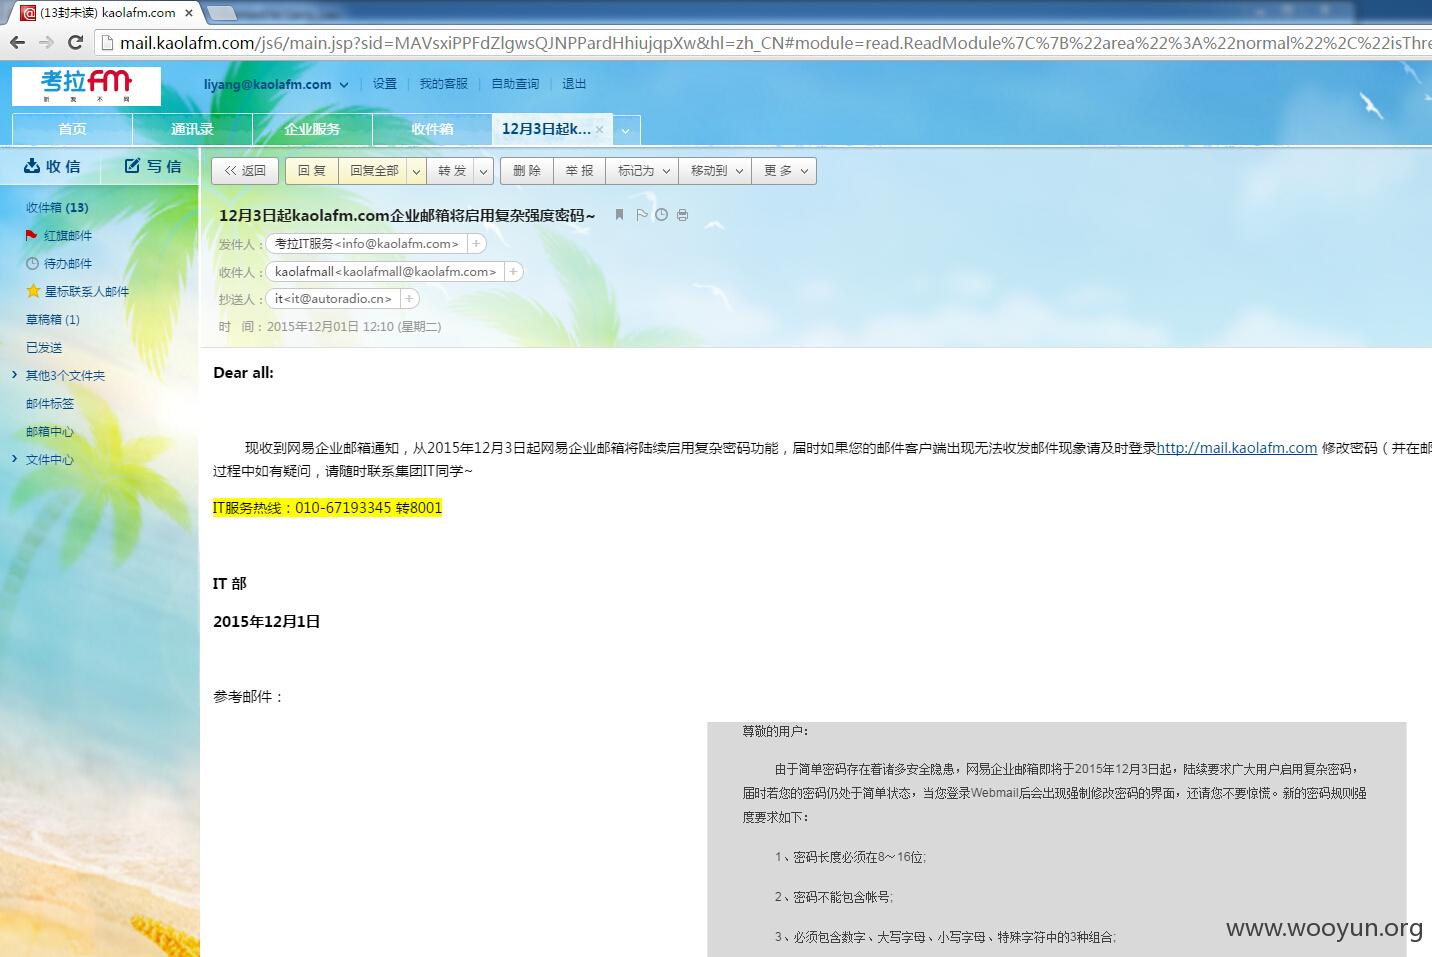 (13封未读) kaolafm.com
mail.kaolafm.com/js6/main.jsp?sid=MAVsxiPPFdZlgwsQJNPPardHhiujqpXw&hl=zh_CN#module=read.ReadModule%7C%7B%22area%22%3A%22normal%22%2C%22isThre
考拉FM
听 我 不 同
liyang@kaolafm.com 设置 我的客服 自助查询 退出
首页 通讯录 企业服务 收件箱 12月3日起k...
收 信 写 信
<< 返回 回 复 回复全部 转 发 删 除 举 报 标记为 移动到 更 多
收件箱 (13)
红旗邮件
待办邮件
星标联系人邮件
草稿箱 (1)
已发送
其他3个文件夹
邮件标签
邮箱中心
文件中心
12月3日起kaolafm.com企业邮箱将启用复杂强度密码~
发件人：考拉IT服务<info@kaolafm.com> +
收件人：kaolafmall<kaolafmall@kaolafm.com> +
抄送人：it<it@autoradio.cn> +
时 间：2015年12月01日 12:10 (星期二)
Dear all:
现收到网易企业邮箱通知，从2015年12月3日起网易企业邮箱将陆续启用复杂密码功能，届时如果您的邮件客户端出现无法收发邮件现象请及时登录http://mail.kaolafm.com 修改密码（并在邮
过程中如有疑问，请随时联系集团IT同学~
IT服务热线：010-67193345 转8001
IT 部
2015年12月1日
参考邮件：
尊敬的用户：
由于简单密码存在着诸多安全隐患，网易企业邮箱即将于2015年12月3日起，陆续要求广大用户启用复杂密码，
届时若您的密码仍处于简单状态，当您登录Webmail后会出现强制修改密码的界面，还请您不要惊慌。新的密码规则强
度要求如下：
1、密码长度必须在8～16位;
2、密码不能包含帐号;
3、必须包含数字、大写字母、小写字母、特殊字符中的3种组合;
www.wooyun.org